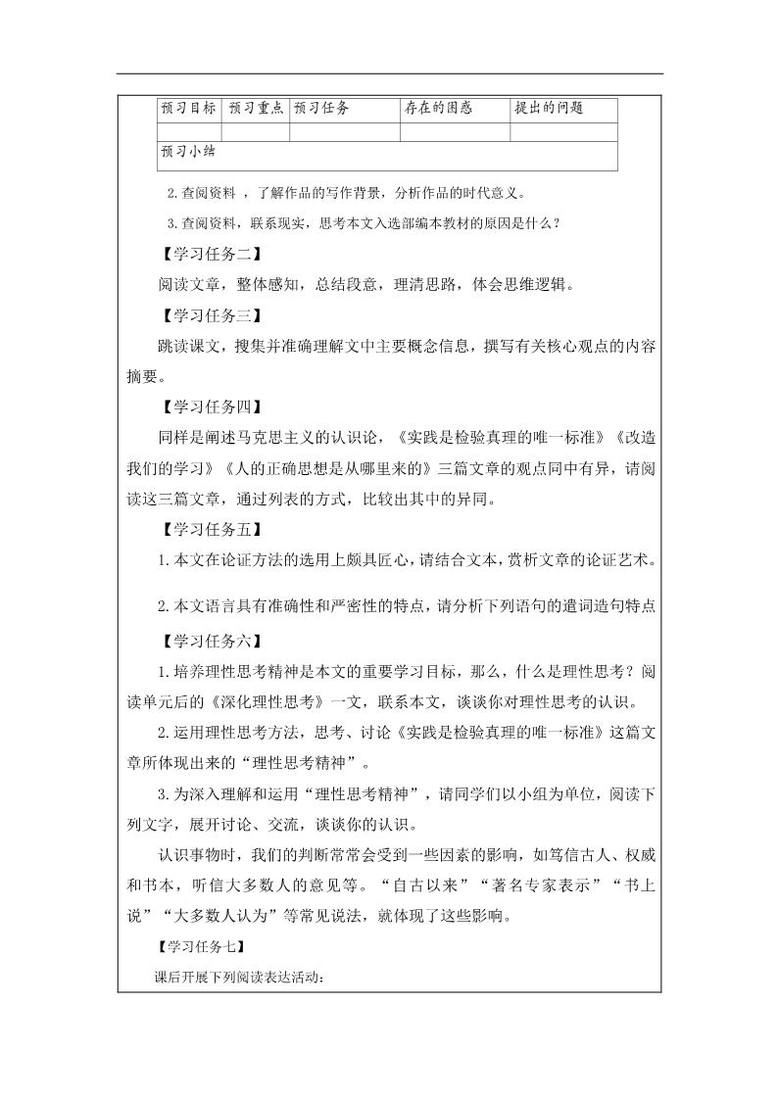 预习目标 预习重点 预习任务 存在的困惑 提出的问题
预习小结
2.查阅资料 ，了解作品的写作背景，分析作品的时代意义。
3.查阅资料，联系现实，思考本文入选部编本教材的原因是什么？
【学习任务二】
阅读文章，整体感知，总结段意，理清思路，体会思维逻辑。
【学习任务三】
跳读课文，搜集并准确理解文中主要概念信息，撰写有关核心观点的内容
摘要。
【学习任务四】
同样是阐述马克思主义的认识论，《实践是检验真理的唯一标准》《改造
我们的学习》《人的正确思想是从哪里来的》三篇文章的观点同中有异，请阅
读这三篇文章，通过列表的方式，比较出其中的异同。
【学习任务五】
1.本文在论证方法的选用上颇具匠心，请结合文本，赏析文章的论证艺术。
2.本文语言具有准确性和严密性的特点，请分析下列语句的遣词造句特点
【学习任务六】
1.培养理性思考精神是本文的重要学习目标，那么，什么是理性思考？阅
读单元后的《深化理性思考》一文，联系本文，谈谈你对理性思考的认识。
2.运用理性思考方法，思考、讨论《实践是检验真理的唯一标准》这篇文
章所体现出来的“理性思考精神”。
3.为深入理解和运用“理性思考精神”，请同学们以小组为单位，阅读下
列文字，展开讨论、交流，谈谈你的认识。
认识事物时，我们的判断常常会受到一些因素的影响，如笃信古人、权威
和书本，听信大多数人的意见等。“自古以来”“著名专家表示”“书上
说”“大多数人认为”等常见说法，就体现了这些影响。
【学习任务七】
课后开展下列阅读表达活动：